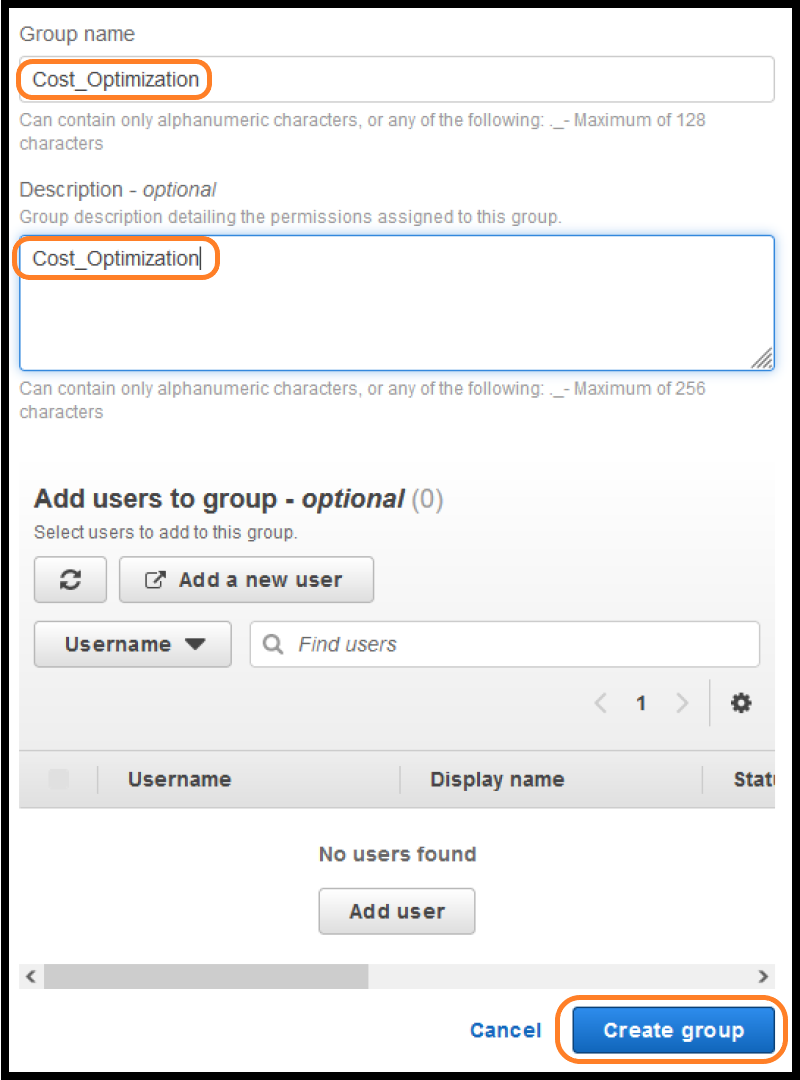 Group name
Cost_Optimization
Can contain only alphanumeric characters, or any of the following: ._- Maximum of 128
characters
Description - optional
Group description detailing the permissions assigned to this group.
Cost_Optimization
Can contain only alphanumeric characters, or any of the following: ._- Maximum of 256
characters
Add users to group - optional (0)
Select users to add to this group.
Add a new user
Username Find users
1
Username Display name Stat
No users found
Add user
Cancel Create group